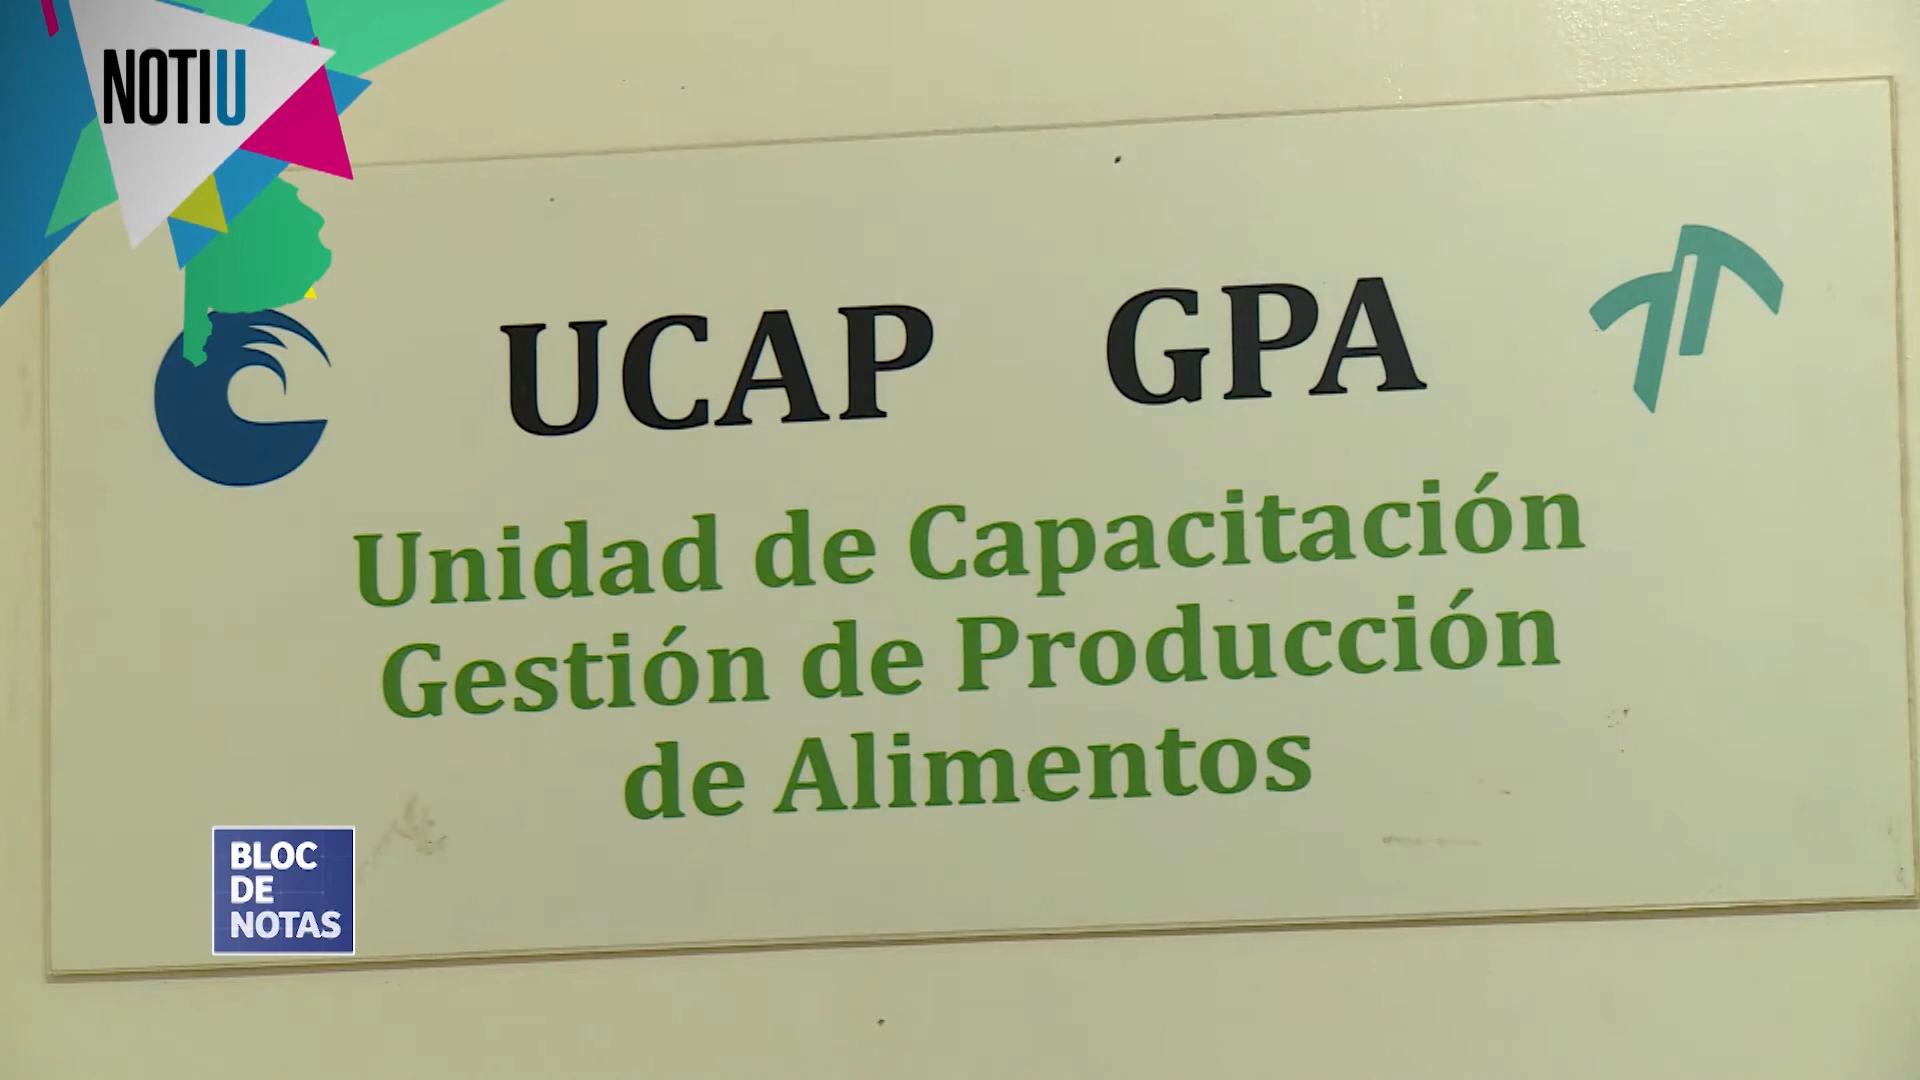 NOTIU
UCAP GPA
Unidad de Capacitación
Gestión de Producción
de Alimentos
BLOC
DE
NOTAS